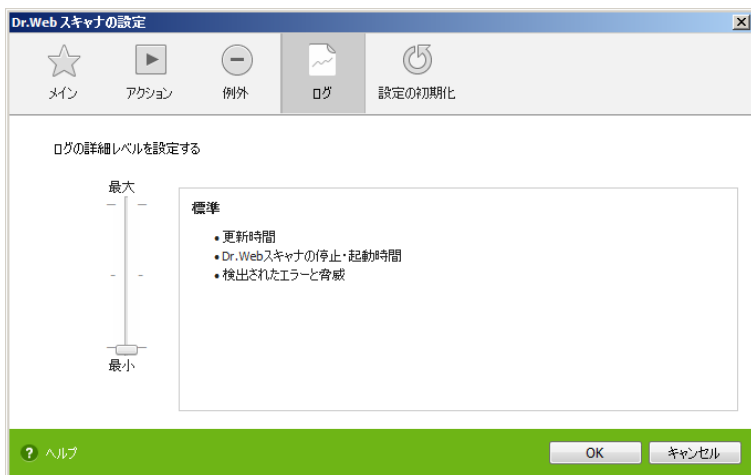 Dr.Web スキャナの設定
メイン アクション 例外 ログ 設定の初期化
ログの詳細レベルを設定する
最大
標準
• 更新時間
• Dr.Webスキャナの停止・起動時間
• 検出されたエラーと脅威
最小
? ヘルプ OK キャンセル